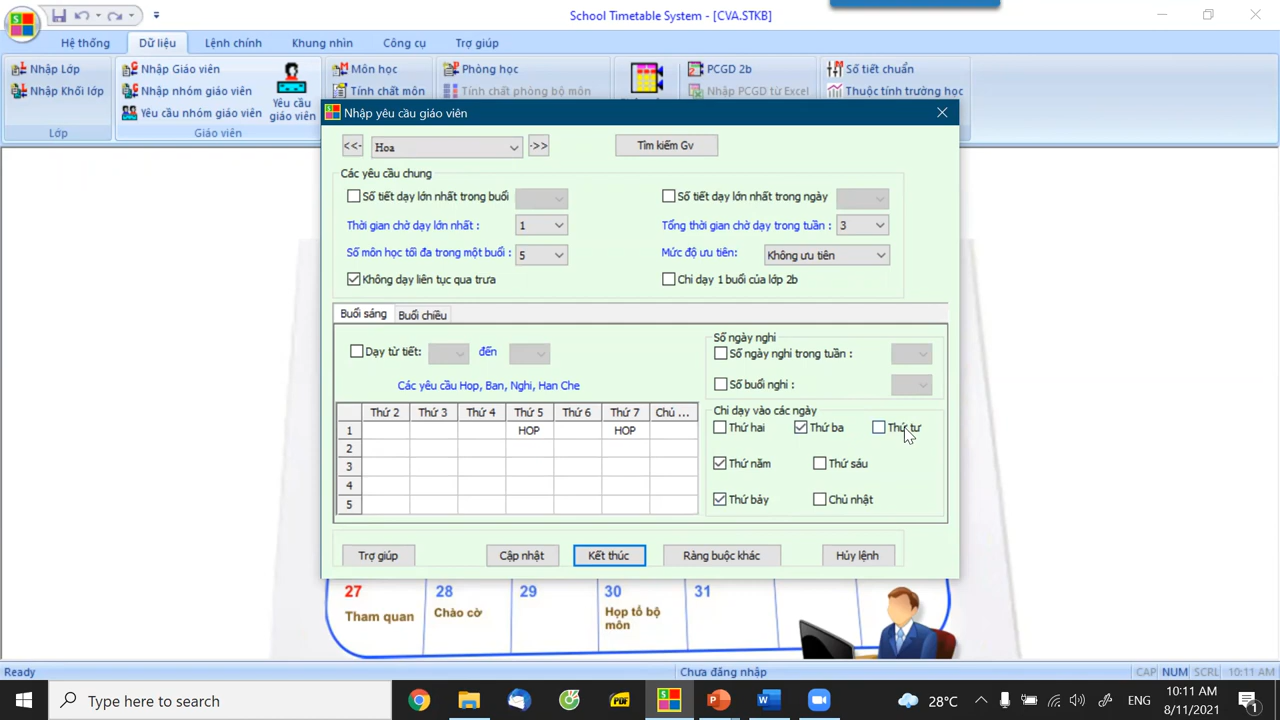 School Timetable System - [CVA.STKB]
Hệ thống Dữ liệu Lệnh chính Khung nhìn Công cụ Trợ giúp
Nhập Lớp
Nhập Khối lớp
Lớp
Nhập Giáo viên
Nhập nhóm giáo viên
Yêu cầu nhóm giáo viên
Yêu cầu
giáo viên
Giáo viên
Môn học
Tính chất môn
Phòng học
Tính chất phòng bộ môn
PCGD 2b
Nhập PCGD từ Excel
Số tiết chuẩn
Thuộc tính trường học
Nhập yêu cầu giáo viên
<<- Hoa ->> Tìm kiếm Gv
Các yêu cầu chung
Số tiết dạy lớn nhất trong buổi Số tiết dạy lớn nhất trong ngày
Thời gian chờ dạy lớn nhất : 1 Tổng thời gian chờ dạy trong tuần : 3
Số môn học tối đa trong một buổi : 5 Mức độ ưu tiên: Không ưu tiên
Không dạy liên tục qua trưa Chỉ dạy 1 buổi của lớp 2b
Buổi sáng Buổi chiều
Dạy từ tiết: đến
Các yêu cầu Hop, Ban, Nghi, Han Che
Số ngày nghỉ
Số ngày nghỉ trong tuần :
Số buổi nghỉ :
Thứ 2 Thứ 3 Thứ 4 Thứ 5 Thứ 6 Thứ 7 Chủ ...
1 HOP HOP
2
3
4
5
Chỉ dạy vào các ngày
Thứ hai Thứ ba Thứ tư
Thứ năm Thứ sáu
Thứ bảy Chủ nhật
Trợ giúp Cập nhật Kết thúc Ràng buộc khác Hủy lệnh
27 28 29 30 31
Tham quan Chào cờ Họp tổ bộ
môn
Ready Chưa đăng nhập CAP NUM SCRL 10:11 AM
Type here to search 28°C ENG 10:11 AM
8/11/2021
1